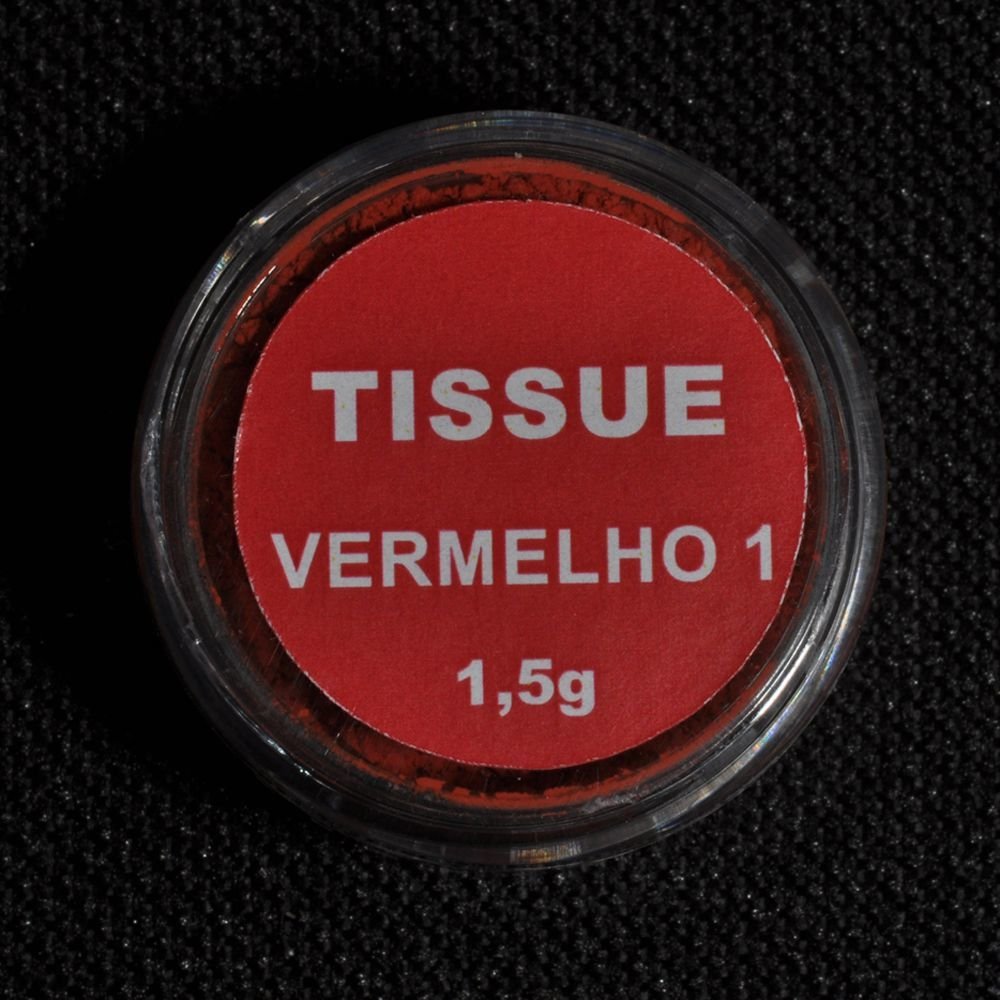 TISSUE
VERMELHO 1
1,5g